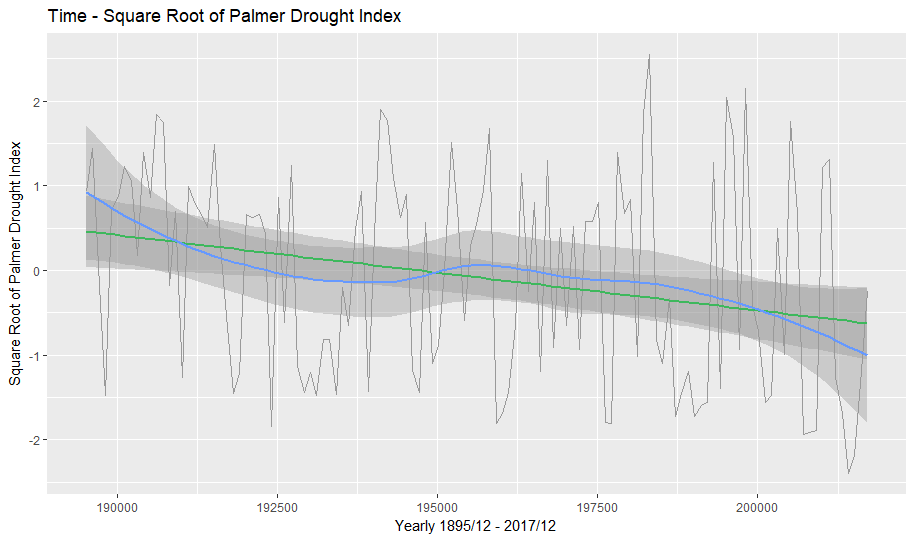 Time - Square Root of Palmer Drought Index
Square Root of Palmer Drought Index
2
1
0
-1
-2
190000 192500 195000 197500 200000
Yearly 1895/12 - 2017/12